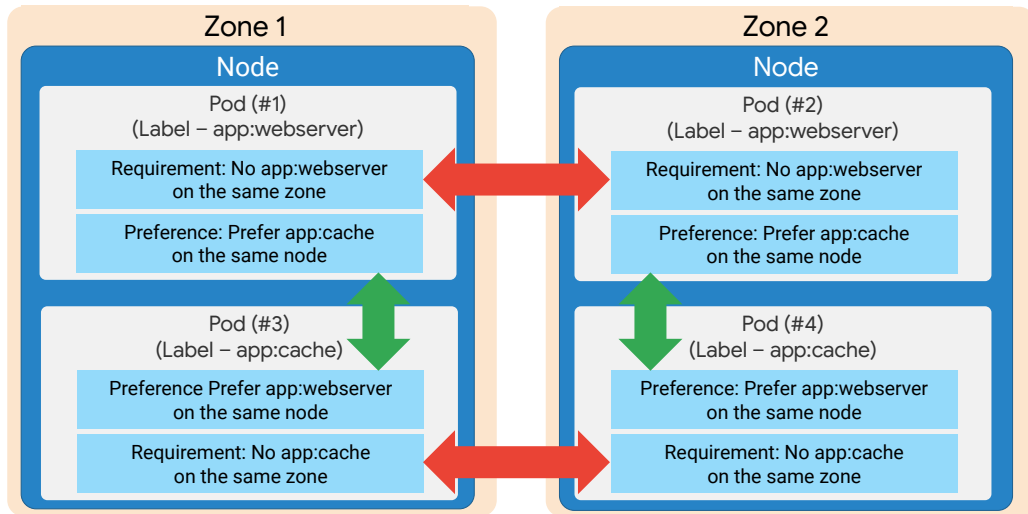 Zone 1
Node
Pod (#1)
(Label – app:webserver)
Requirement: No app:webserver
on the same zone
Preference: Prefer app:cache
on the same node
Pod (#3)
(Label – app:cache)
Preference Prefer app:webserver
on the same node
Requirement: No app:cache
on the same zone
Zone 2
Node
Pod (#2)
(Label – app:webserver)
Requirement: No app:webserver
on the same zone
Preference: Prefer app:cache
on the same node
Pod (#4)
(Label – app:cache)
Preference: Prefer app:webserver
on the same node
Requirement: No app:cache
on the same zone